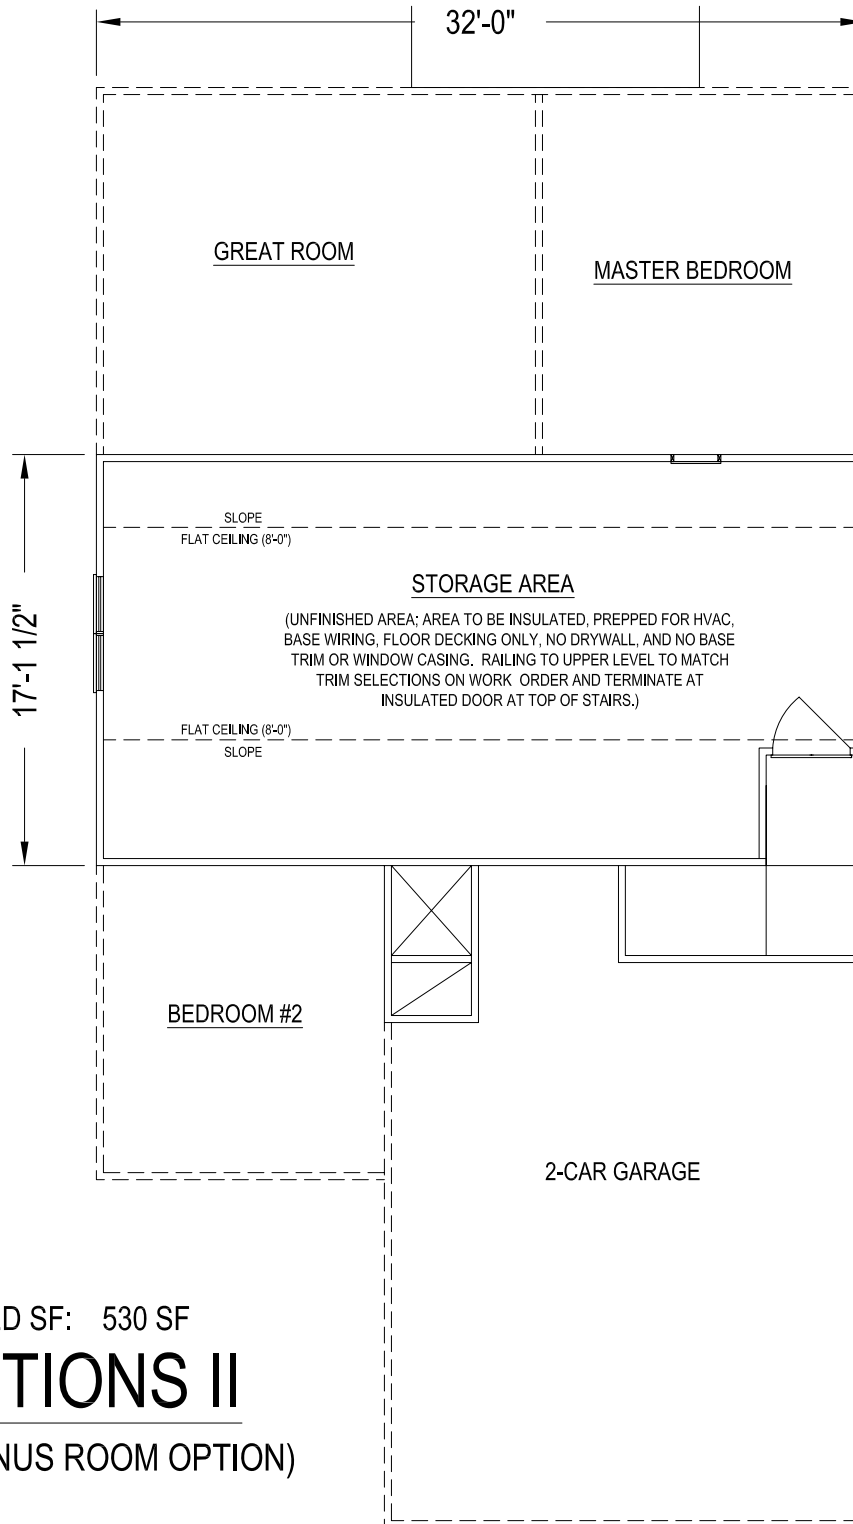 32'-0"
GREAT ROOM
MASTER BEDROOM
SLOPE
FLAT CEILING (8'-0")
STORAGE AREA
(UNFINISHED AREA; AREA TO BE INSULATED, PREPPED FOR HVAC,
BASE WIRING, FLOOR DECKING ONLY, NO DRYWALL, AND NO BASE
TRIM OR WINDOW CASING. RAILING TO UPPER LEVEL TO MATCH
TRIM SELECTIONS ON WORK ORDER AND TERMINATE AT
INSULATED DOOR AT TOP OF STAIRS.)
17'-1 1/2"
FLAT CEILING (8'-0")
SLOPE
BEDROOM #2
2-CAR GARAGE
D SF: 530 SF
TIONS II
NUS ROOM OPTION)